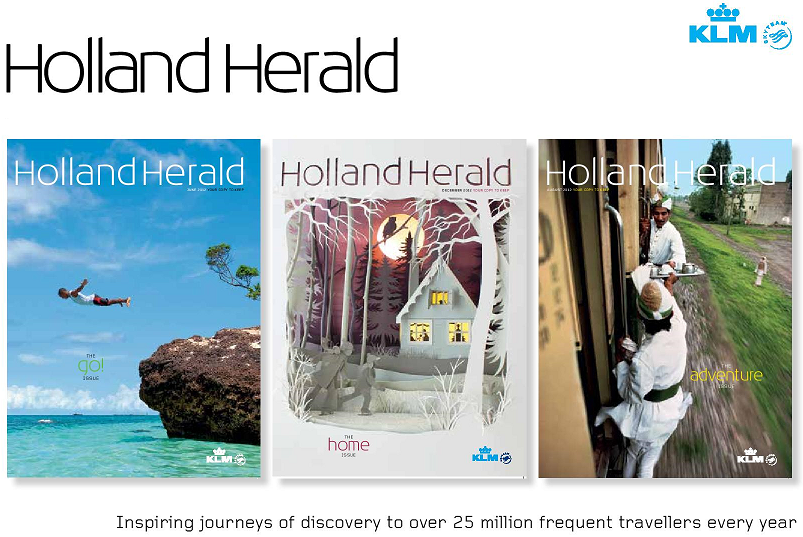 KLM
SKYTEAM
Holland Herald
Holland Herald
JUNE 2012 YOUR COPY TO KEEP
THE
go!
ISSUE
KLM
Holland Herald
DECEMBER 2012 YOUR COPY TO KEEP
THE
home
ISSUE
KLM
Holland Herald
AUGUST 2012 YOUR COPY TO KEEP
adventure
ISSUE
KLM
Inspiring journeys of discovery to over 25 million frequent travellers every year